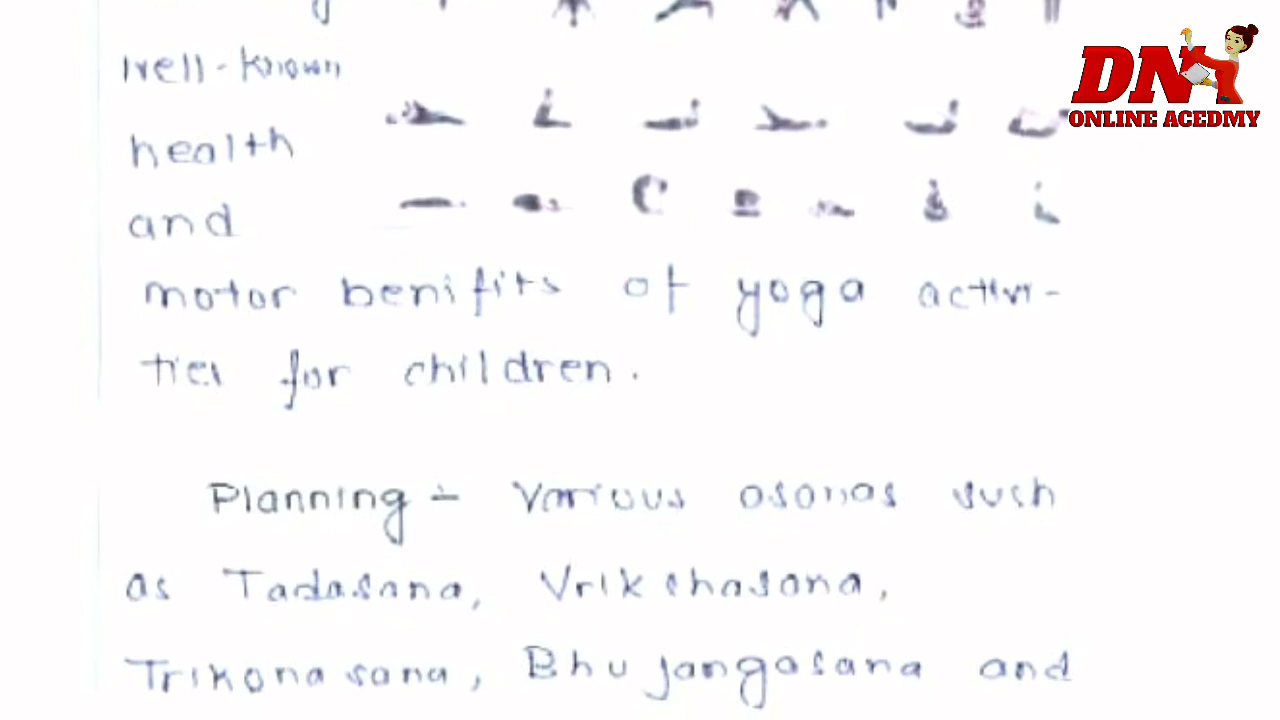 well-known
health
and
motor benifits of yoga activi-
ties for children.
Planning - Various asanas such
as Tadasana, Vrikshasana,
Trikonasana, Bhujangasana and
DN
ONLINE ACEDMY